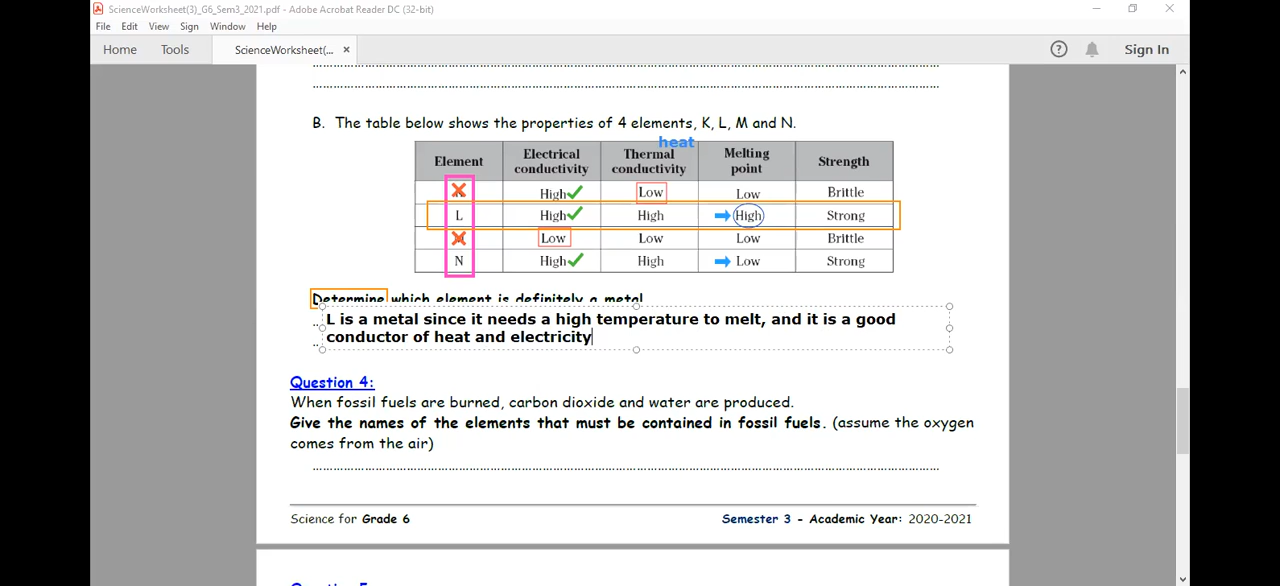 ScienceWorksheet(3)_G6_Sem3_2021.pdf - Adobe Acrobat Reader DC (32-bit)
File Edit View Sign Window Help
Home Tools ScienceWorksheet(... × Sign In
B. The table below shows the properties of 4 elements, K, L, M and N.
heat
Element Electrical conductivity Thermal conductivity Melting point Strength
High Low Low Brittle
L High High High Strong
M Low Low Low Brittle
N High High Low Strong
Determine which element is definitely a metal
L is a metal since it needs a high temperature to melt, and it is a good
conductor of heat and electricity
Question 4:
When fossil fuels are burned, carbon dioxide and water are produced.
Give the names of the elements that must be contained in fossil fuels. (assume the oxygen
comes from the air)
Science for Grade 6 Semester 3 - Academic Year: 2020-2021